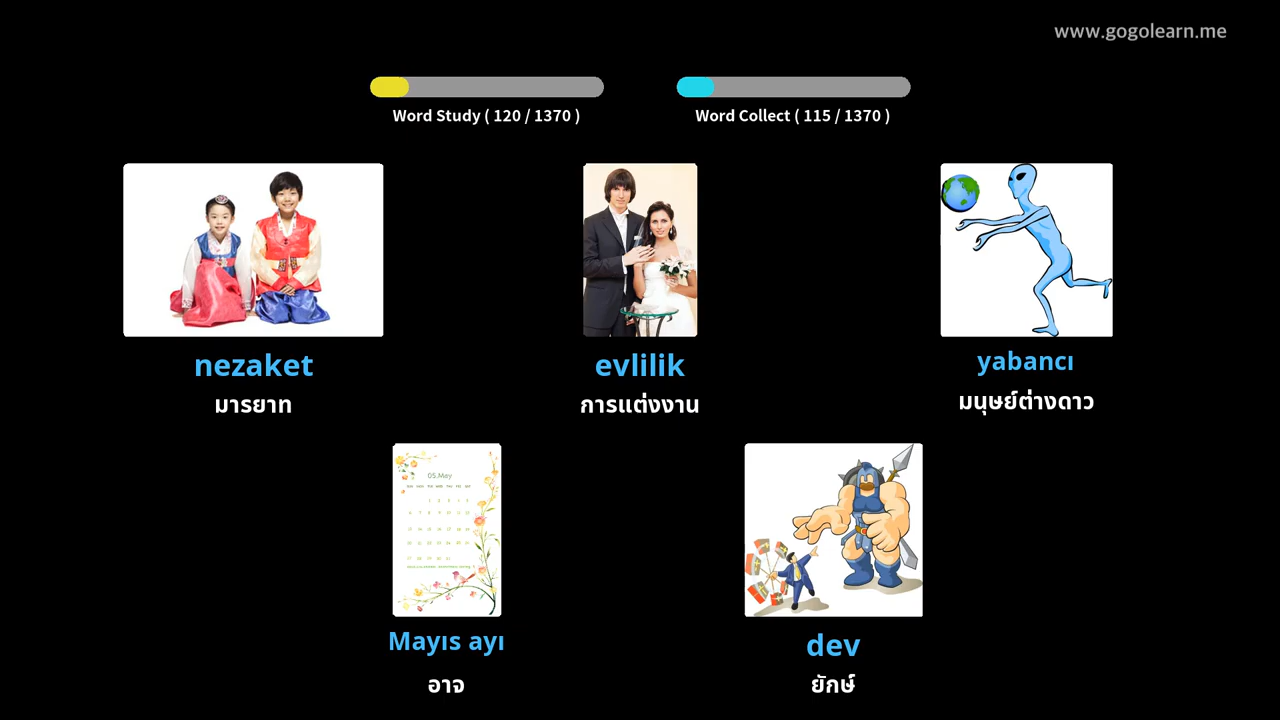 www.gogolearn.me
Word Study ( 120 / 1370 )
Word Collect ( 115 / 1370 )
nezaket
มารยาท
evlilik
การแต่งงาน
yabancı
มนุษย์ต่างดาว
05.May
Mayıs ayı
อาจ
dev
ยักษ์